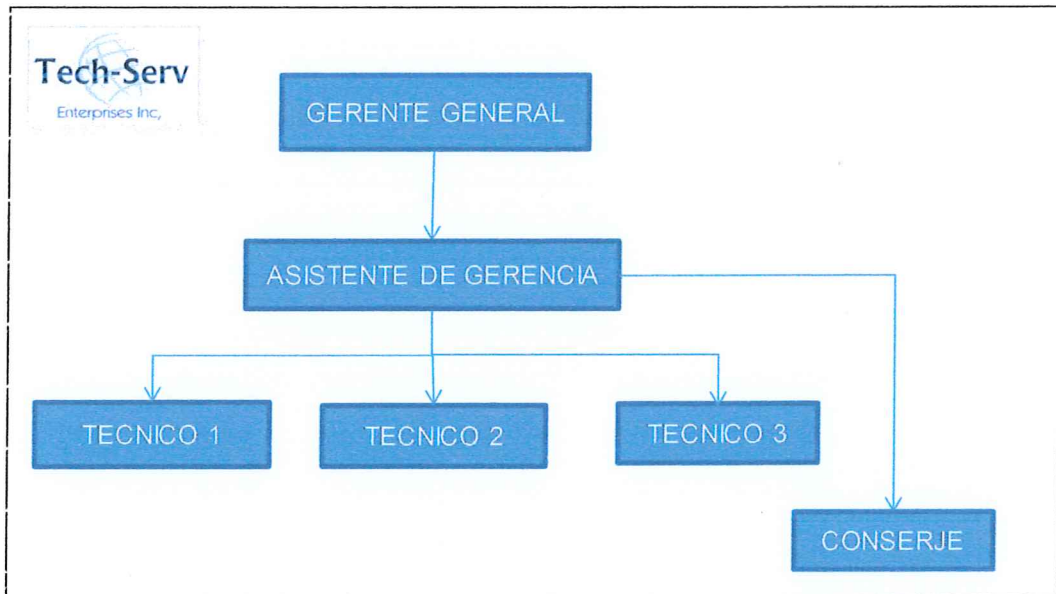 Tech-Serv
Enterprises Inc,
GERENTE GENERAL
ASISTENTE DE GERENCIA
TECNICO 1
TECNICO 2
TECNICO 3
CONSERJE